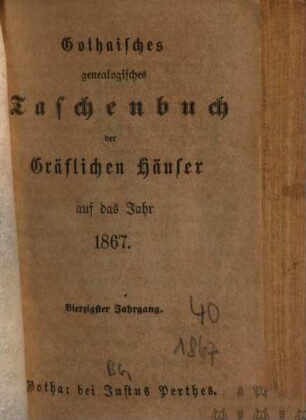 Gothaisches
genealogisches
Taschenbuch
der
Gräflichen Häuser
auf das Jahr
1867.
Vierzigster Jahrgang.
40
1867
Gotha: bei Justus Perthes.